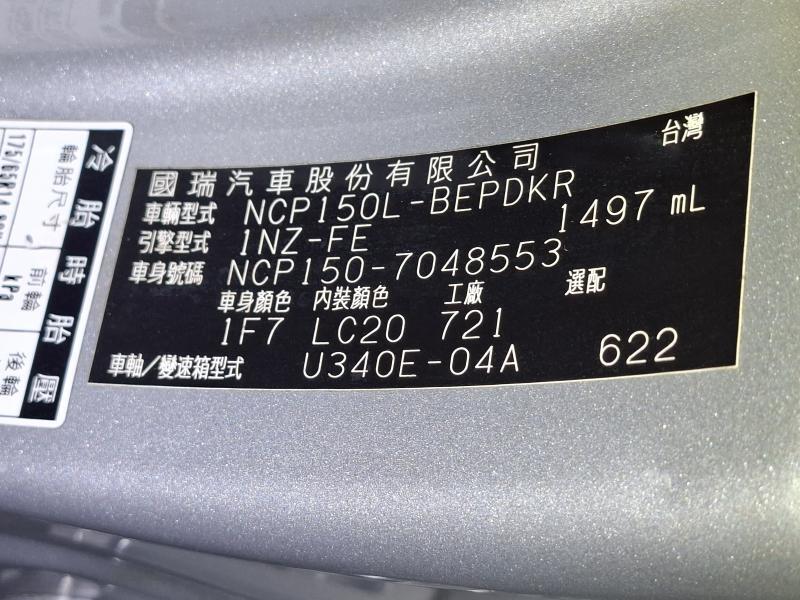 國瑞汽車股份有限公司 台灣
車輛型式 NCP150L-BEPDKR
引擎型式 1NZ-FE 1497 mL
車身號碼 NCP150-7048553
車身顏色 內裝顏色 工廠 選配
1F7 LC20 721
車軸/變速箱型式 U340E-04A 622
冷胎時胎壓
輪胎尺寸 前輪 後輪
kPa